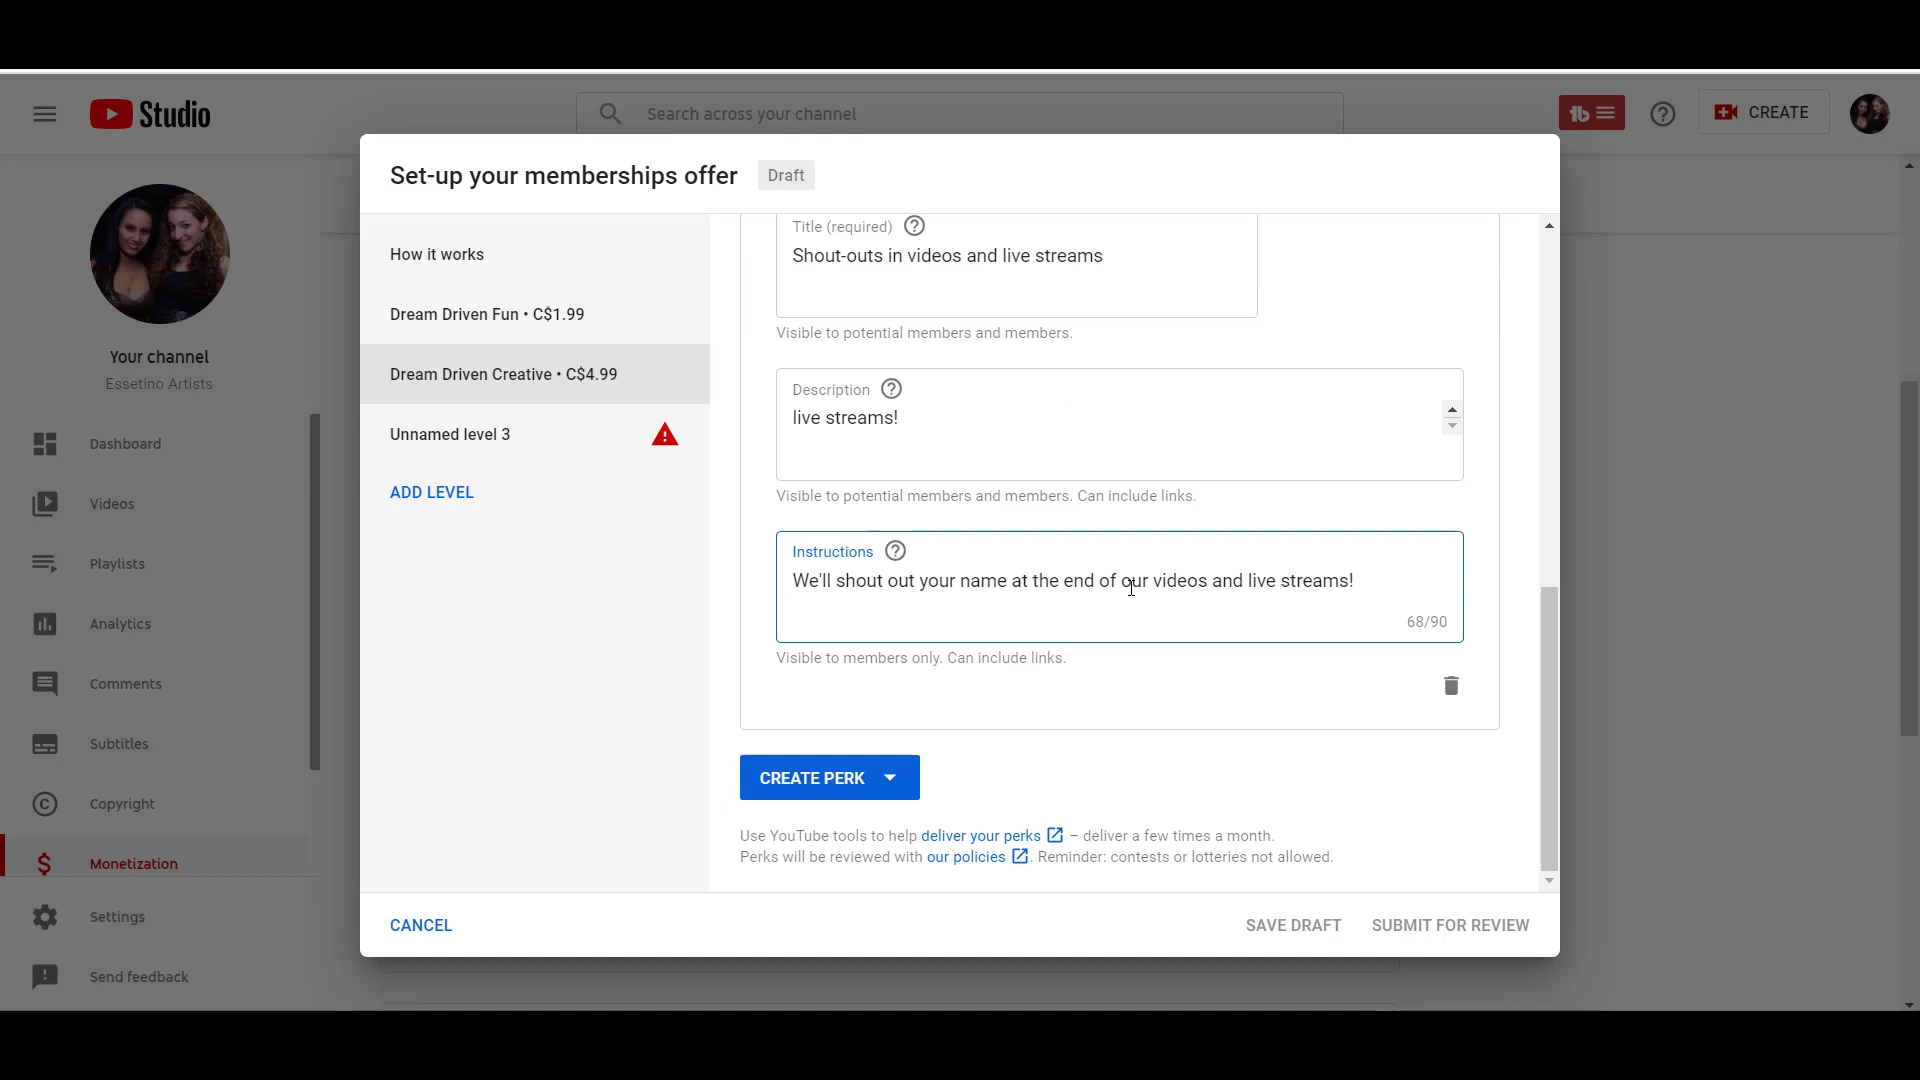 Studio
Search across your channel
CREATE
Set-up your memberships offer
Draft
Your channel
Essetino Artists
Dashboard
Videos
Playlists
Analytics
Comments
Subtitles
Copyright
Monetization
Settings
Send feedback
How it works
Dream Driven Fun • C$1.99
Dream Driven Creative • C$4.99
Unnamed level 3
ADD LEVEL
Title (required)
Shout-outs in videos and live streams
Visible to potential members and members.
Description
live streams!
Visible to potential members and members. Can include links.
Instructions
We'll shout out your name at the end of our videos and live streams!
68/90
Visible to members only. Can include links.
CREATE PERK
Use YouTube tools to help deliver your perks – deliver a few times a month.
Perks will be reviewed with our policies. Reminder: contests or lotteries not allowed.
CANCEL
SAVE DRAFT
SUBMIT FOR REVIEW